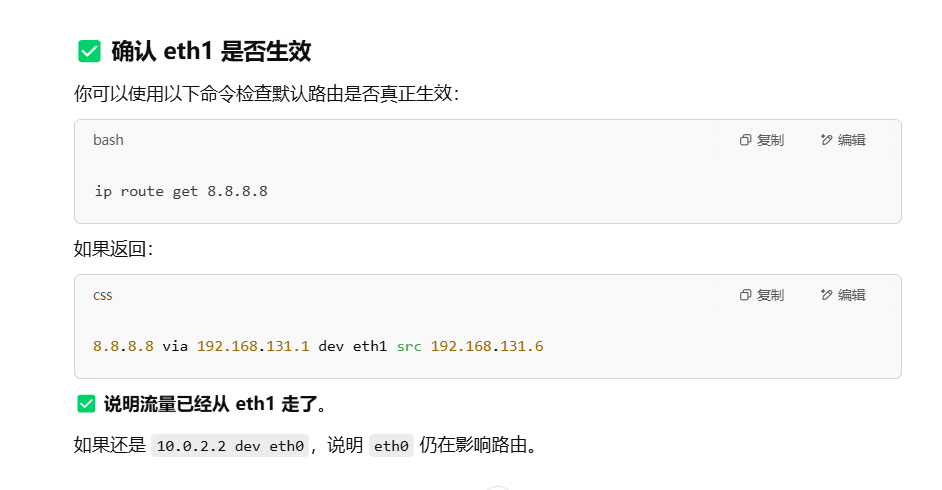 ✅ 确认 eth1 是否生效
你可以使用以下命令检查默认路由是否真正生效：
bash 复制 编辑
ip route get 8.8.8.8
如果返回：
css 复制 编辑
8.8.8.8 via 192.168.131.1 dev eth1 src 192.168.131.6
✅ 说明流量已经从 eth1 走了。
如果还是 10.0.2.2 dev eth0，说明 eth0 仍在影响路由。